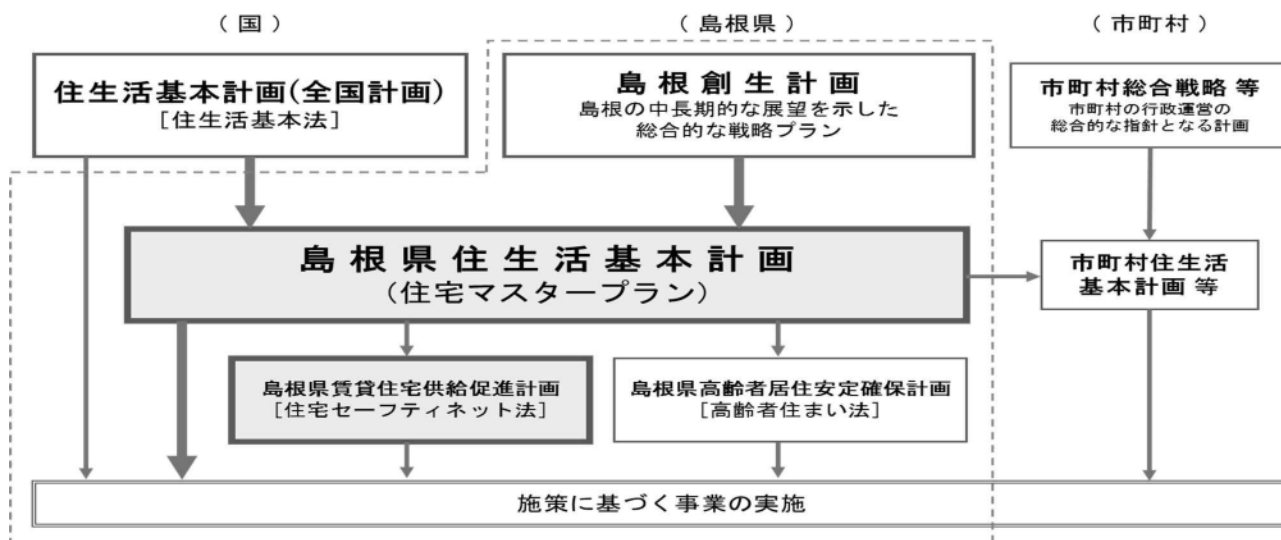 （国）
（島根県）
（市町村）
住生活基本計画(全国計画)
[住生活基本法]
島根創生計画
島根の中長期的な展望を示した
総合的な戦略プラン
市町村総合戦略 等
市町村の行政運営の
総合的な指針となる計画
島根県住生活基本計画
（住宅マスタープラン）
市町村住生活
基本計画 等
島根県賃貸住宅供給促進計画
[住宅セーフティネット法]
島根県高齢者居住安定確保計画
[高齢者住まい法]
施策に基づく事業の実施